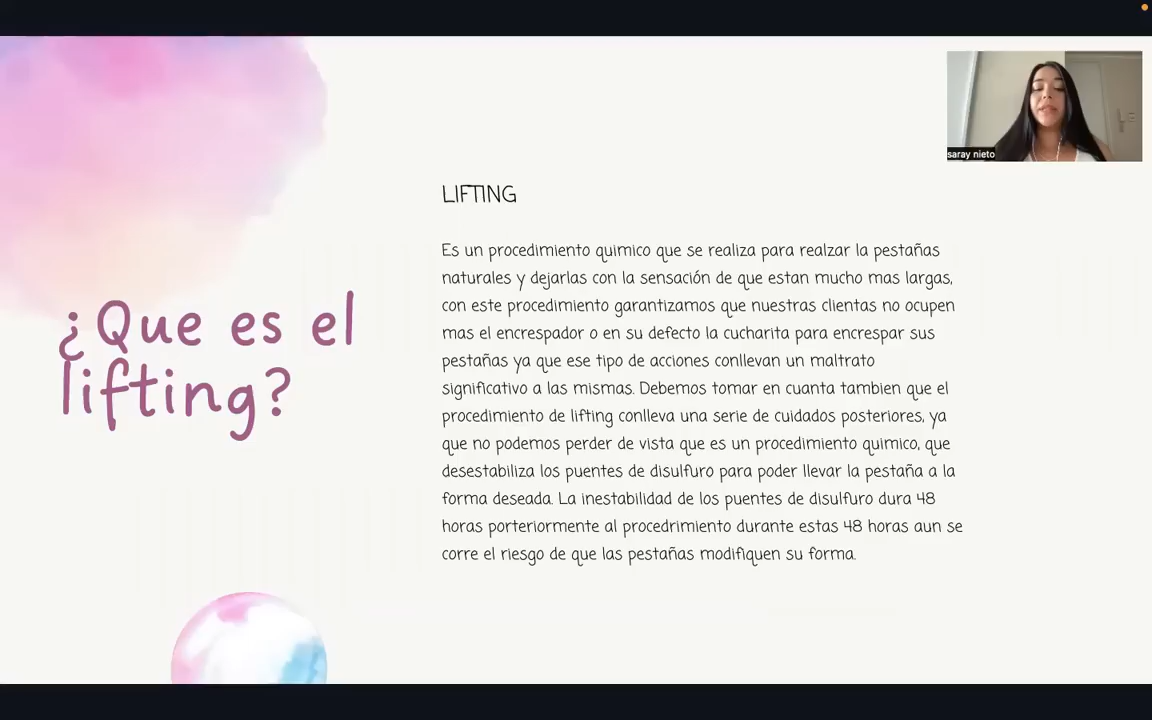 saray nieto
¿Que es el
lifting?
LIFTING
Es un procedimiento quimico que se realiza para realzar la pestañas
naturales y dejarlas con la sensación de que estan mucho mas largas,
con este procedimiento garantizamos que nuestras clientas no ocupen
mas el encrespador o en su defecto la cucharita para encrespar sus
pestañas ya que ese tipo de acciones conllevan un maltrato
significativo a las mismas. Debemos tomar en cuanta tambien que el
procedimiento de lifting conlleva una serie de cuidados posteriores, ya
que no podemos perder de vista que es un procedimiento quimico, que
desestabiliza los puentes de disulfuro para poder llevar la pestaña a la
forma deseada. La inestabilidad de los puentes de disulfuro dura 48
horas porteriormente al procedrimiento durante estas 48 horas aun se
corre el riesgo de que las pestañas modifiquen su forma.